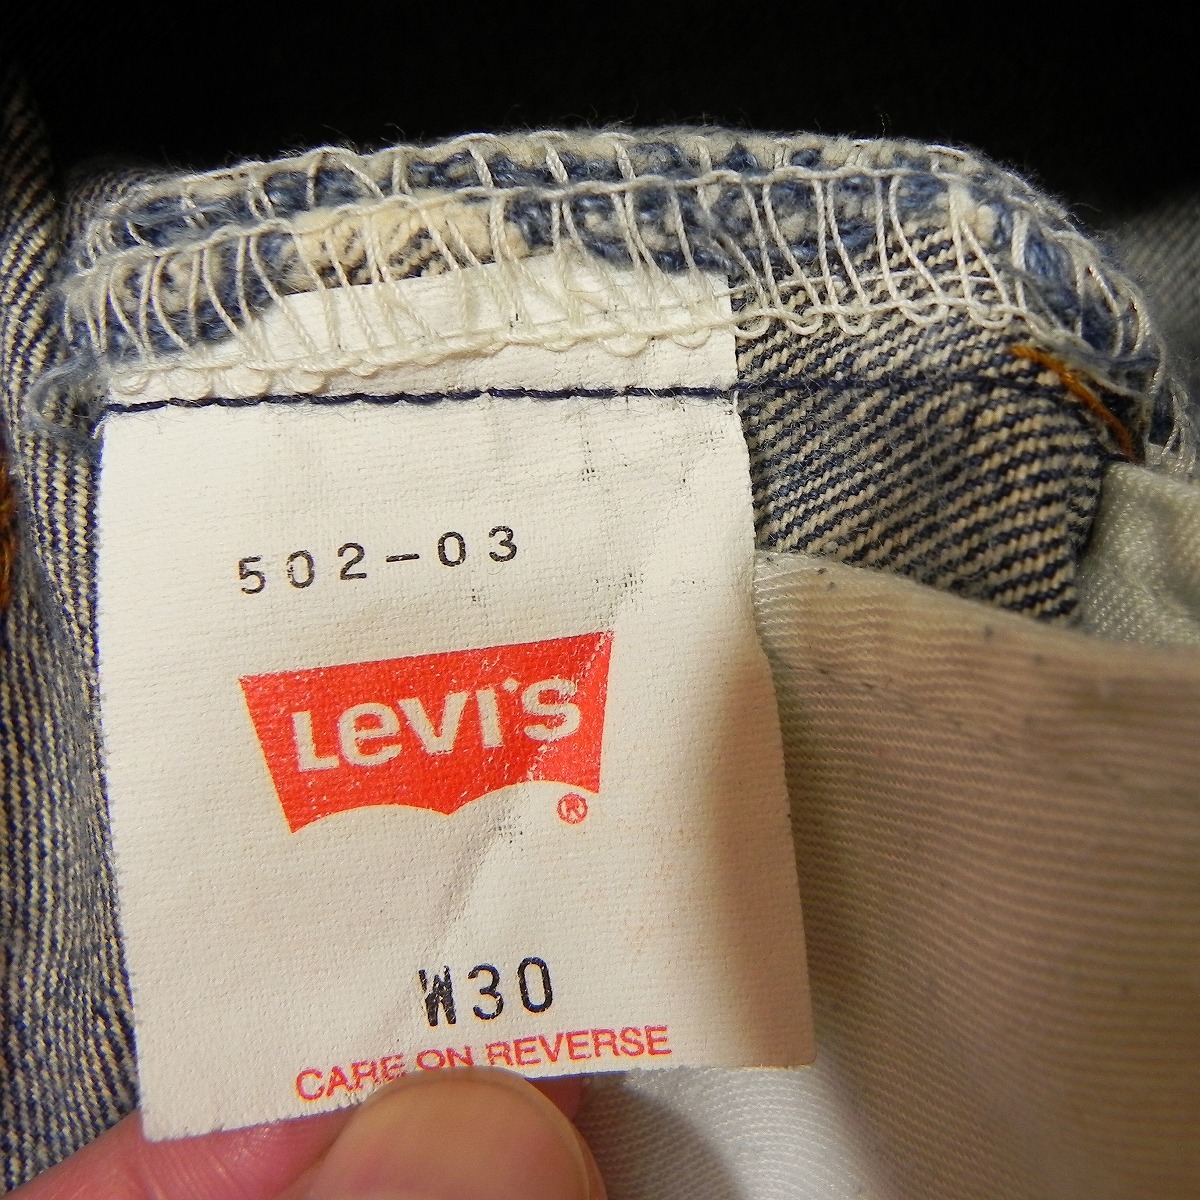 502-03
Levi's
®
W30
CARE ON REVERSE